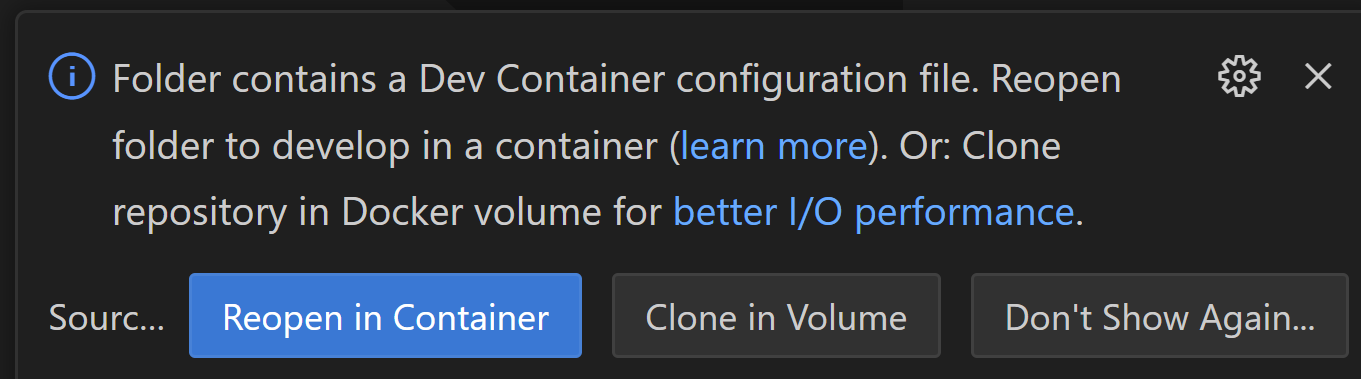 Folder contains a Dev Container configuration file. Reopen
folder to develop in a container (learn more). Or: Clone
repository in Docker volume for better I/O performance.
Sourc... Reopen in Container Clone in Volume Don't Show Again...